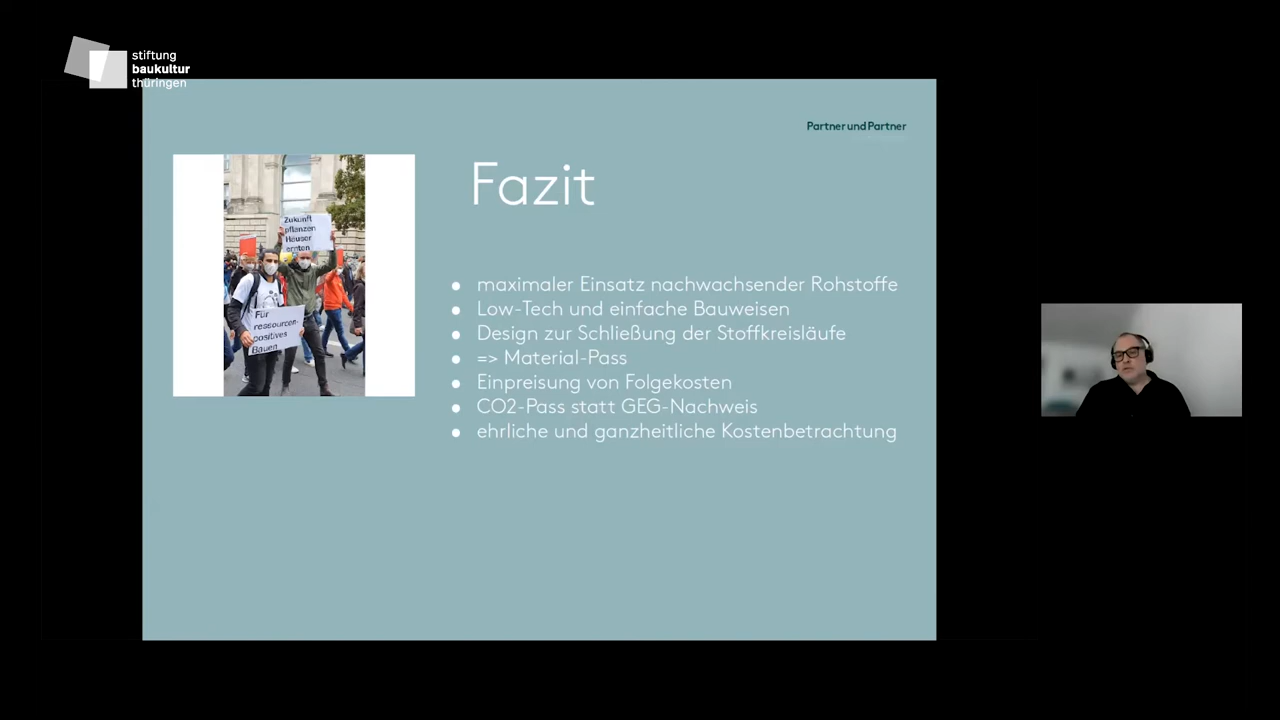 stiftung
baukultur
thüringen
Partner und Partner
Fazit
Zukunft
pflanzen
Häuser
ernten
Für
ressourcen-
positives
Bauen
● maximaler Einsatz nachwachsender Rohstoffe
● Low-Tech und einfache Bauweisen
● Design zur Schließung der Stoffkreisläufe
● => Material-Pass
● Einpreisung von Folgekosten
● CO2-Pass statt GEG-Nachweis
● ehrliche und ganzheitliche Kostenbetrachtung